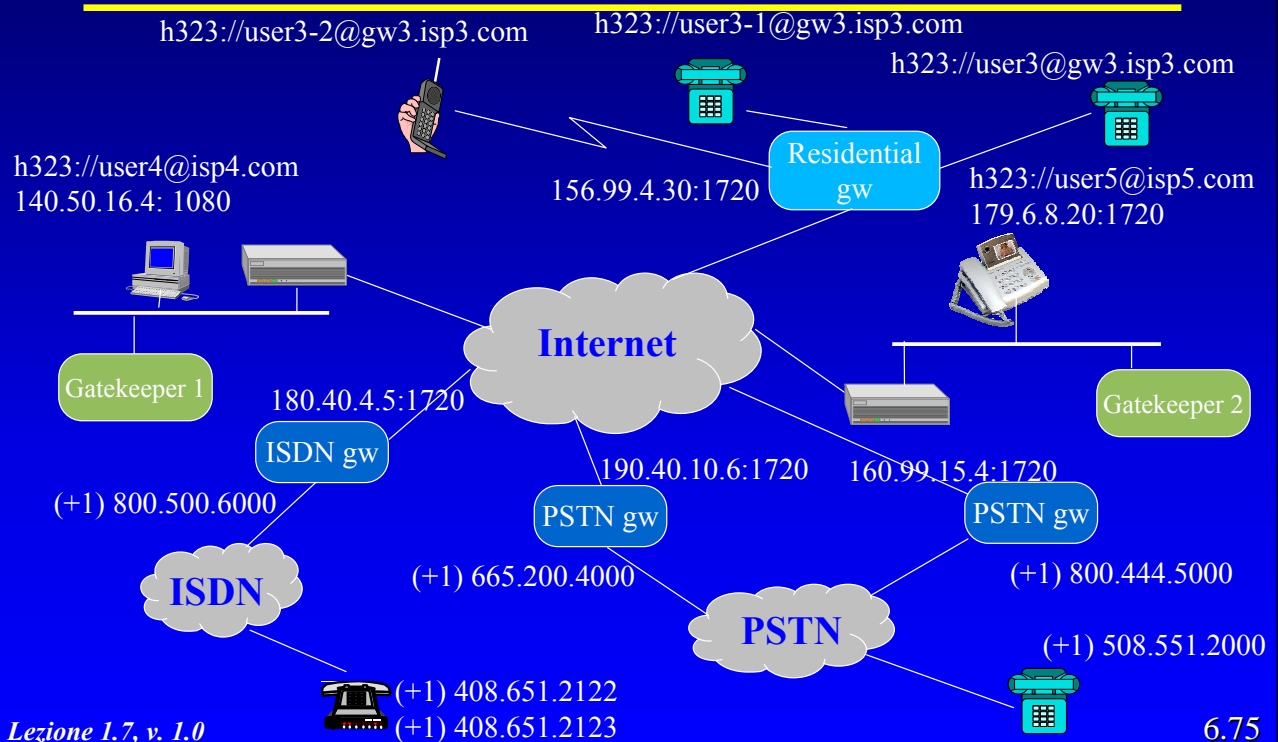 h323://user3-2@gw3.isp3.com
h323://user3-1@gw3.isp3.com
h323://user3@gw3.isp3.com
h323://user4@isp4.com
140.50.16.4: 1080
156.99.4.30:1720
Residential
gw
h323://user5@isp5.com
179.6.8.20:1720
Internet
Gatekeeper 1
180.40.4.5:1720
Gatekeeper 2
ISDN gw
190.40.10.6:1720
160.99.15.4:1720
(+1) 800.500.6000
PSTN gw
PSTN gw
ISDN
(+1) 665.200.4000
(+1) 800.444.5000
PSTN
(+1) 508.551.2000
(+1) 408.651.2122
(+1) 408.651.2123
Lezione 1.7, v. 1.0
6.75